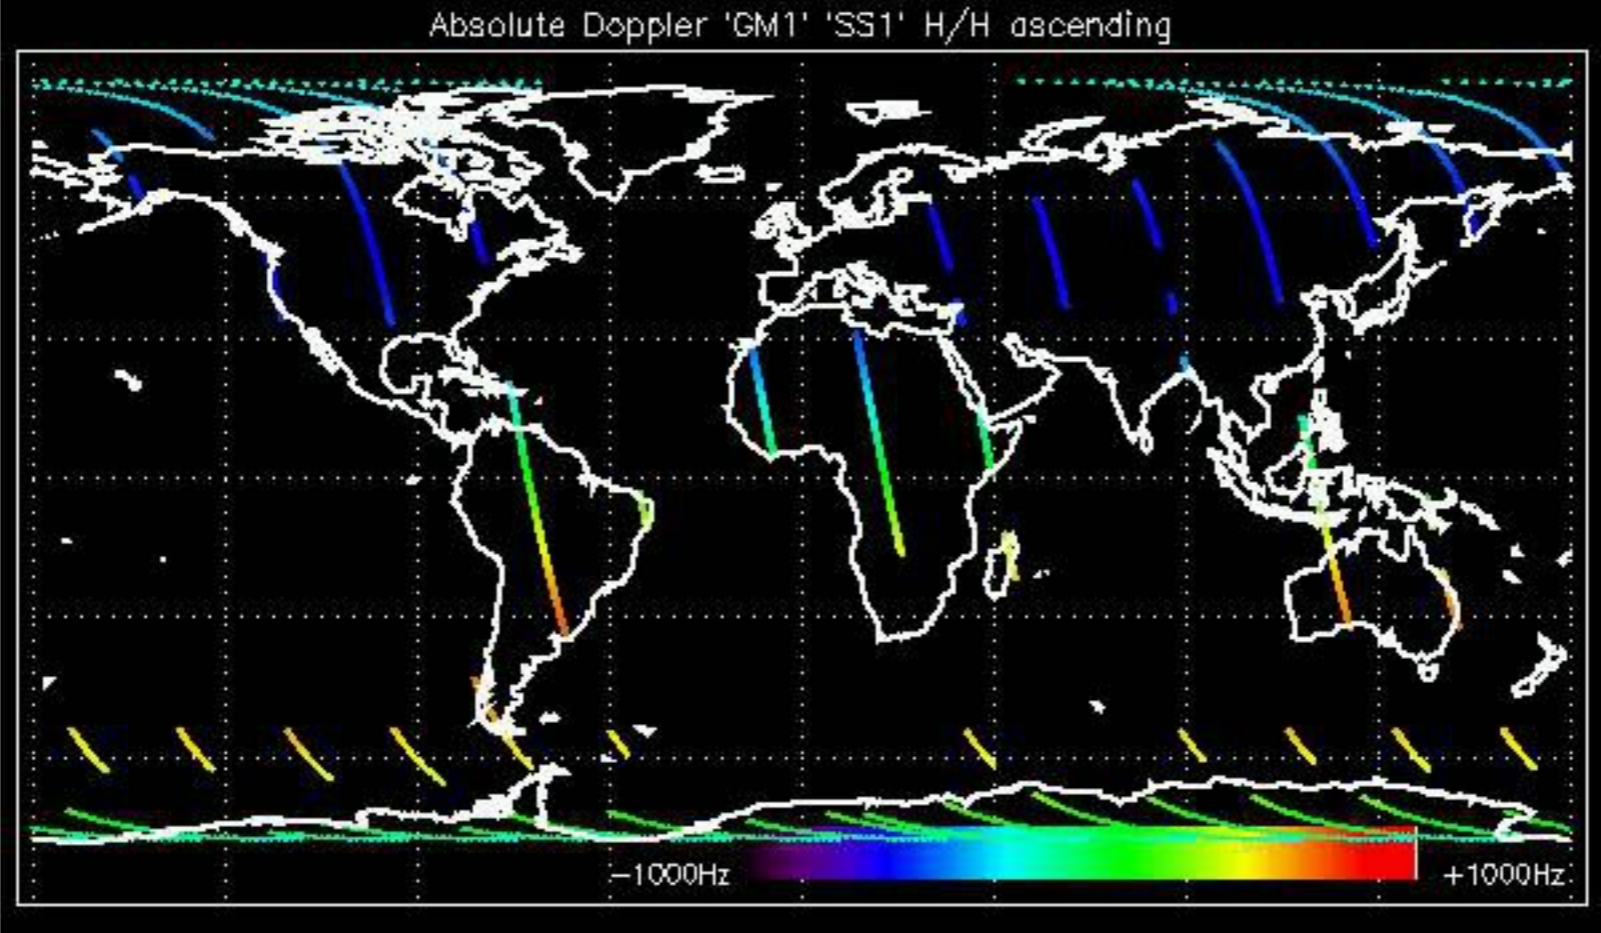 Absolute Doppler 'GM1' 'SS1' H/H ascending
−1000Hz
+1000Hz